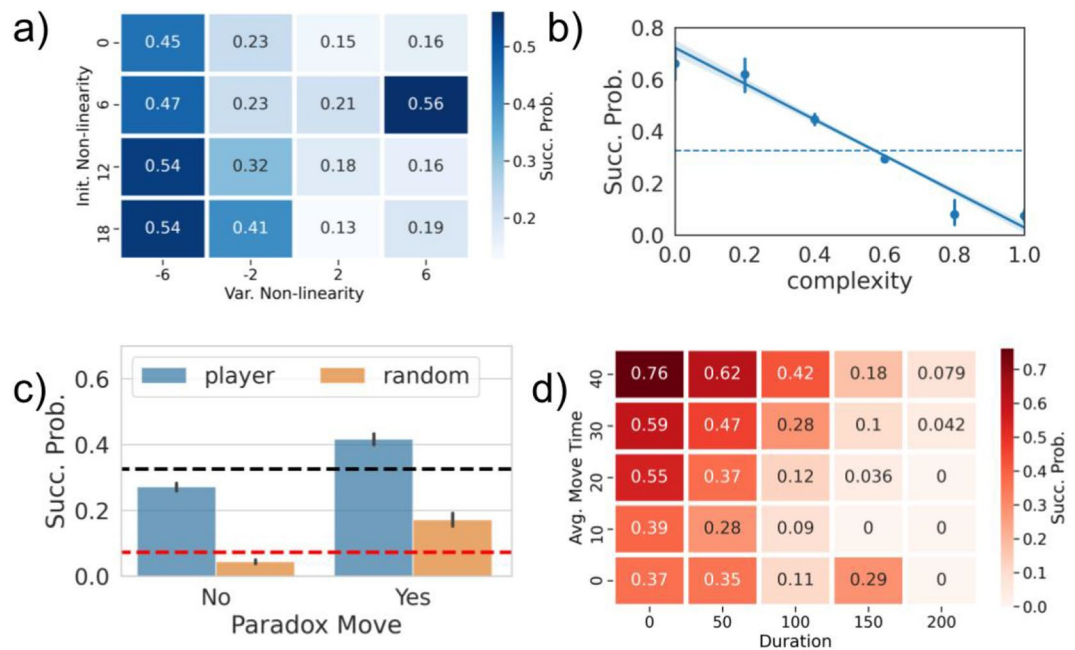 a)
Init. Non-linearity
0
6
12
18
0.45 0.23 0.15 0.16
0.47 0.23 0.21 0.56
0.54 0.32 0.18 0.16
0.54 0.41 0.13 0.19
-6 -2 2 6
Var. Non-linearity
0.5
0.4
0.3
0.2
Succ. Prob.
b)
Succ. Prob.
0.8
0.6
0.4
0.2
0.0
0.0 0.2 0.4 0.6 0.8 1.0
complexity
c)
Succ. Prob.
0.6
0.4
0.2
0.0
player random
No Yes
Paradox Move
d)
Avg. Move Time
40
30
20
10
0
0.76 0.62 0.42 0.18 0.079
0.59 0.47 0.28 0.1 0.042
0.55 0.37 0.12 0.036 0
0.39 0.28 0.09 0 0
0.37 0.35 0.11 0.29 0
0 50 100 150 200
Duration
0.7
0.6
0.5
0.4
0.3
0.2
0.1
0.0
Succ. Prob.